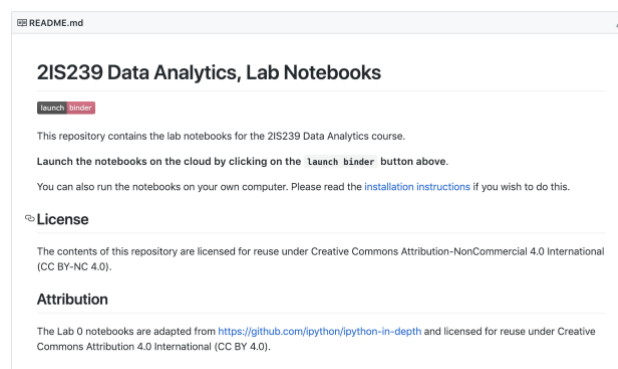 README.md
2IS239 Data Analytics, Lab Notebooks
launch binder
This repository contains the lab notebooks for the 2IS239 Data Analytics course.
Launch the notebooks on the cloud by clicking on the launch binder button above.
You can also run the notebooks on your own computer. Please read the installation instructions if you wish to do this.
License
The contents of this repository are licensed for reuse under Creative Commons Attribution-NonCommercial 4.0 International
(CC BY-NC 4.0).
Attribution
The Lab 0 notebooks are adapted from https://github.com/ipython/ipython-in-depth and licensed for reuse under Creative
Commons Attribution 4.0 International (CC BY 4.0).